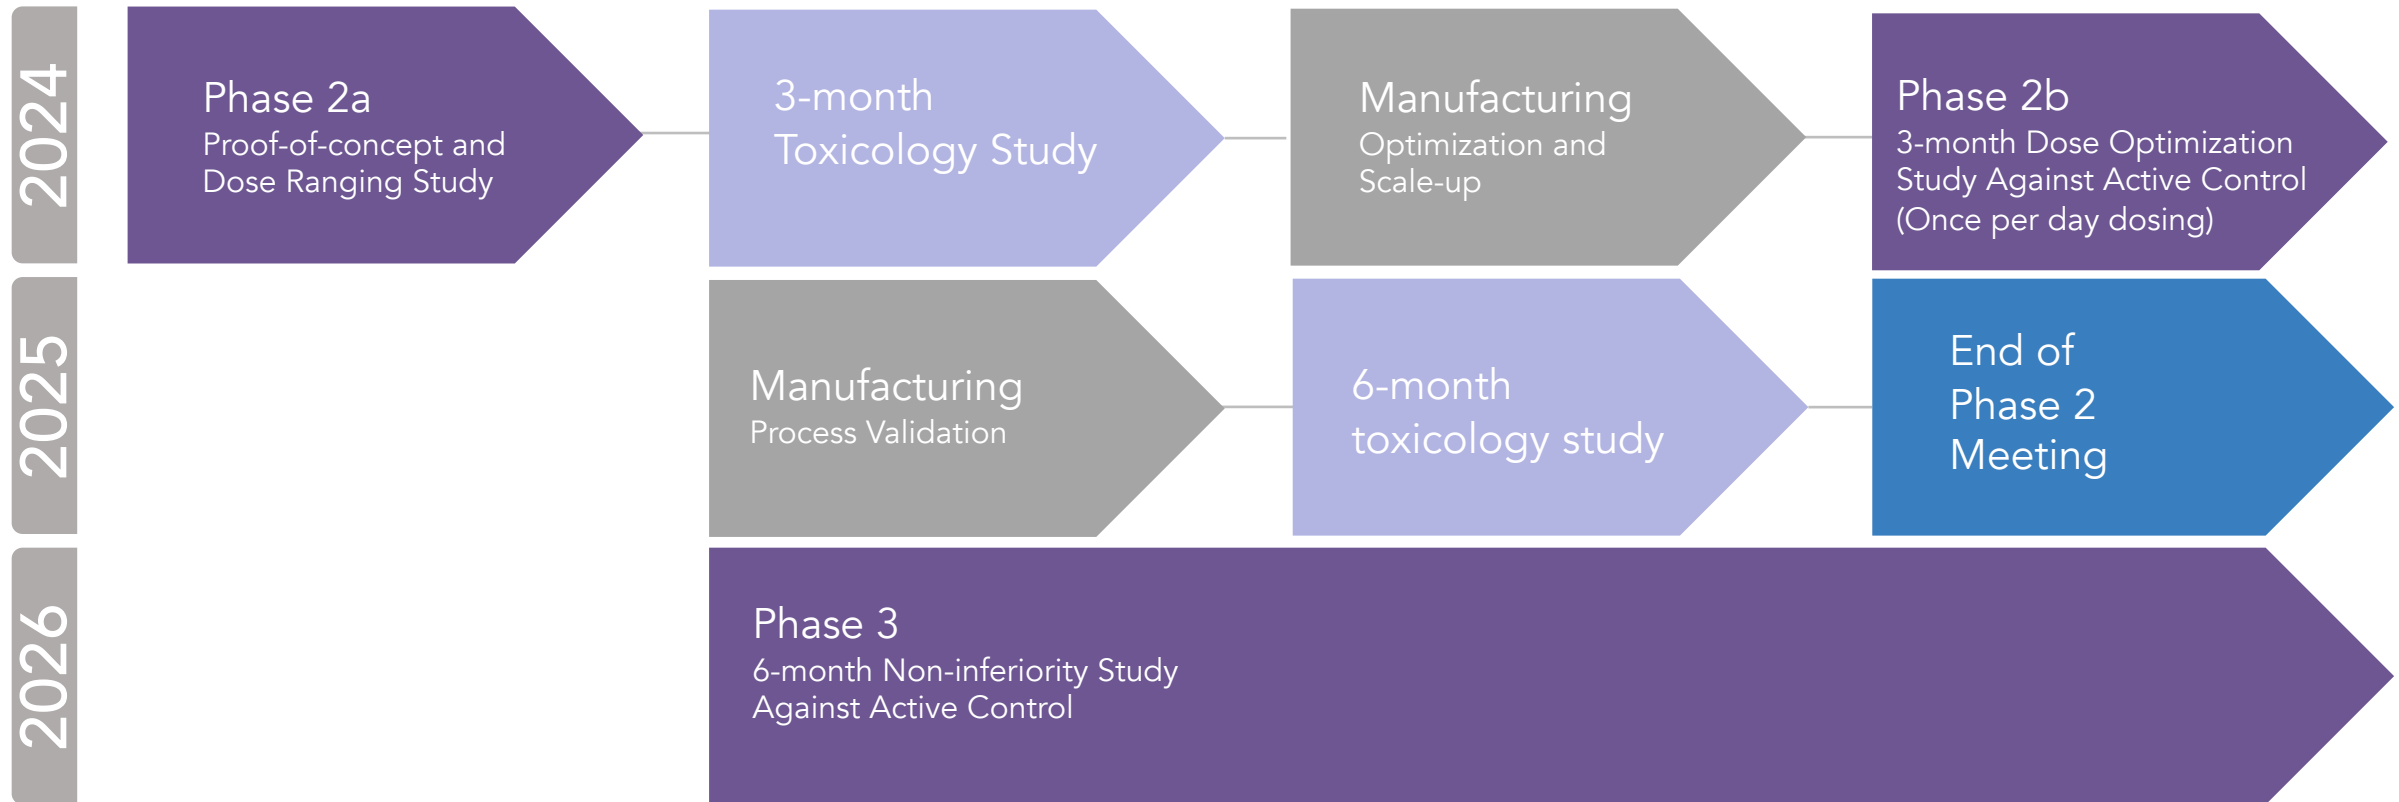 2024
Phase 2a
Proof-of-concept and
Dose Ranging Study
3-month
Toxicology Study
Manufacturing
Optimization and
Scale-up
Phase 2b
3-month Dose Optimization
Study Against Active Control
(Once per day dosing)
2025
Manufacturing
Process Validation
6-month
toxicology study
End of
Phase 2
Meeting
2026
Phase 3
6-month Non-inferiority Study
Against Active Control